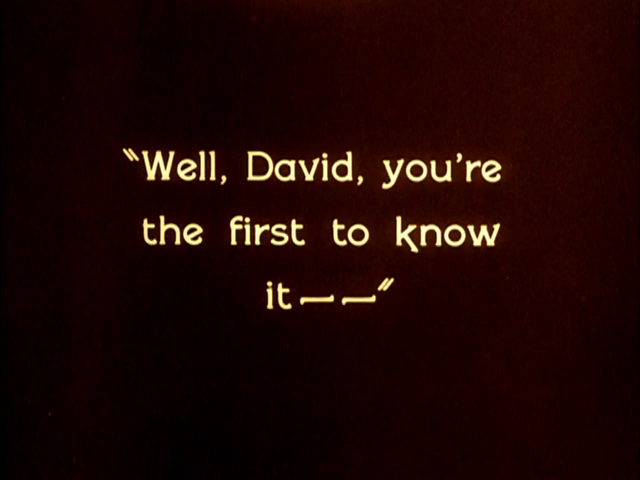 "Well, David, you're
the first to know
it — —"